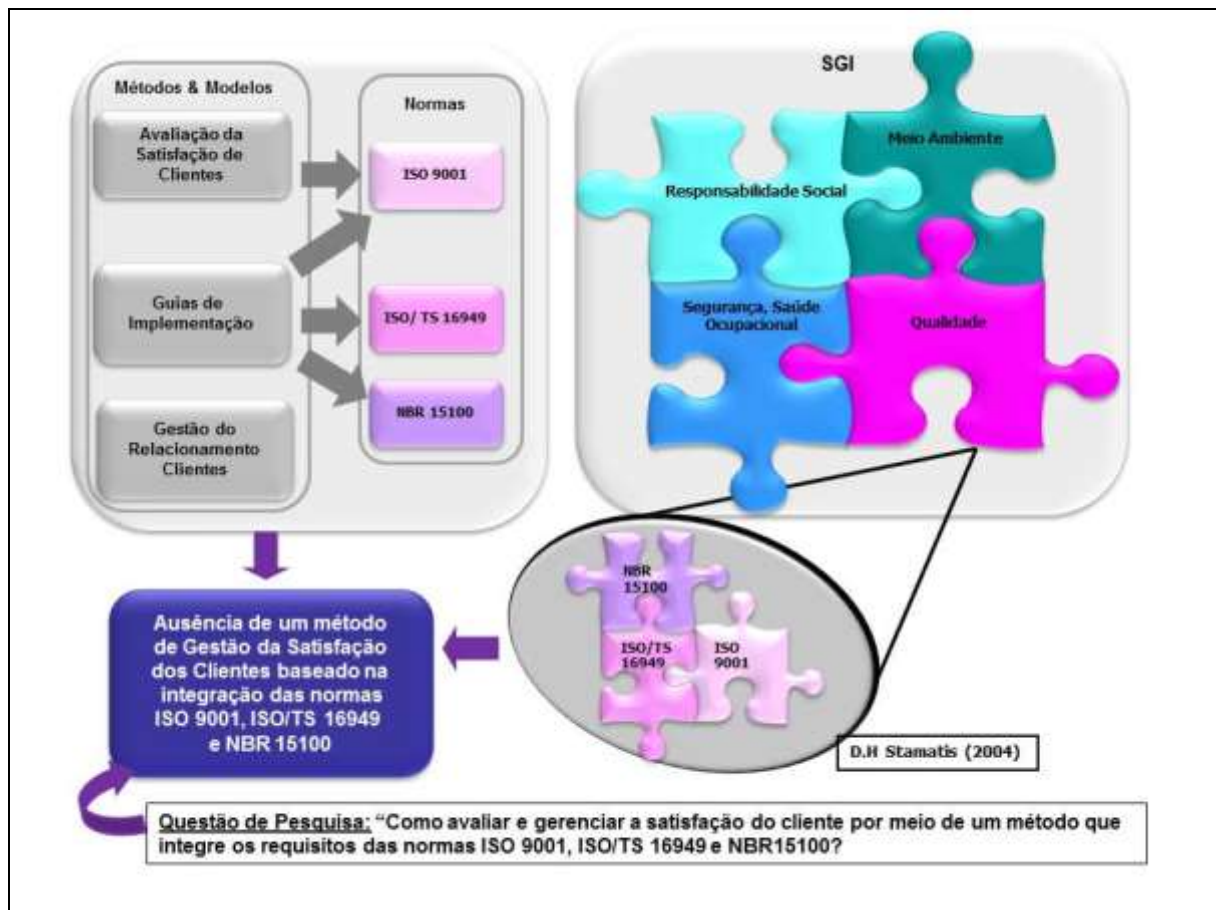 Métodos & Modelos
Avaliação da
Satisfação de
Clientes
Guias de
Implementação
Gestão do
Relacionamento
Clientes
Normas
ISO 9001
ISO/ TS 16949
NBR 15100
SGI
Meio Ambiente
Responsabilidade Social
Segurança, Saúde
Ocupacional
Qualidade
NBR
15100
ISO/TS
16949
ISO
9001
D.H Stamatis (2004)
Ausência de um método
de Gestão da Satisfação
dos Clientes baseado na
integração das normas
ISO 9001, ISO/TS 16949
e NBR 15100
Questão de Pesquisa: “Como avaliar e gerenciar a satisfação do cliente por meio de um método que
integre os requisitos das normas ISO 9001, ISO/TS 16949 e NBR15100?